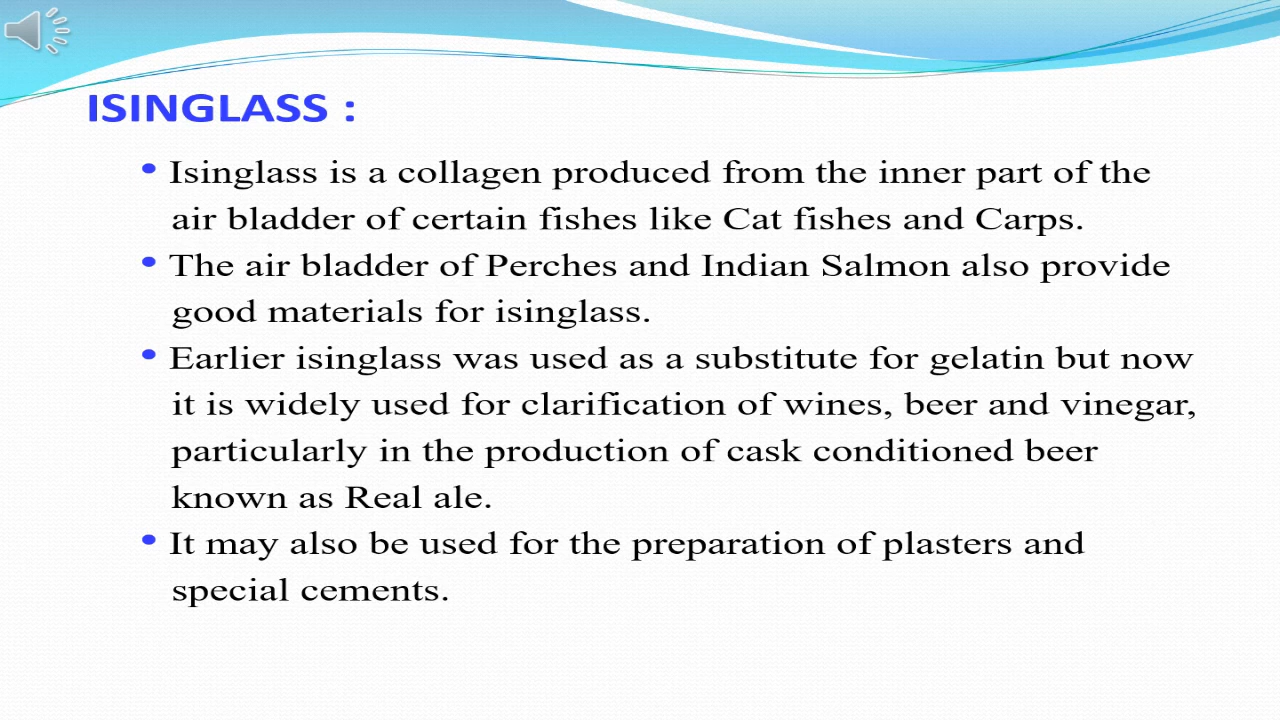 ISINGLASS :
• Isinglass is a collagen produced from the inner part of the
air bladder of certain fishes like Cat fishes and Carps.
• The air bladder of Perches and Indian Salmon also provide
good materials for isinglass.
• Earlier isinglass was used as a substitute for gelatin but now
it is widely used for clarification of wines, beer and vinegar,
particularly in the production of cask conditioned beer
known as Real ale.
• It may also be used for the preparation of plasters and
special cements.